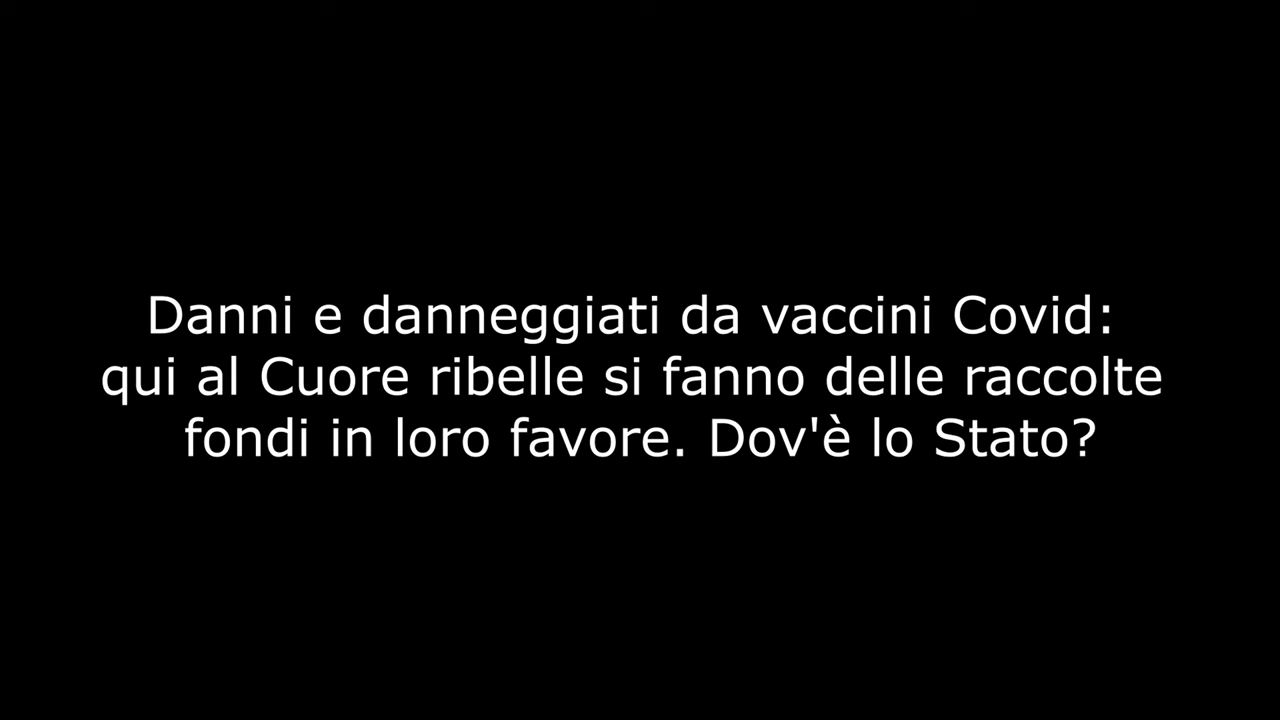 Danni e danneggiati da vaccini Covid:
qui al Cuore ribelle si fanno delle raccolte
fondi in loro favore. Dov'è lo Stato?